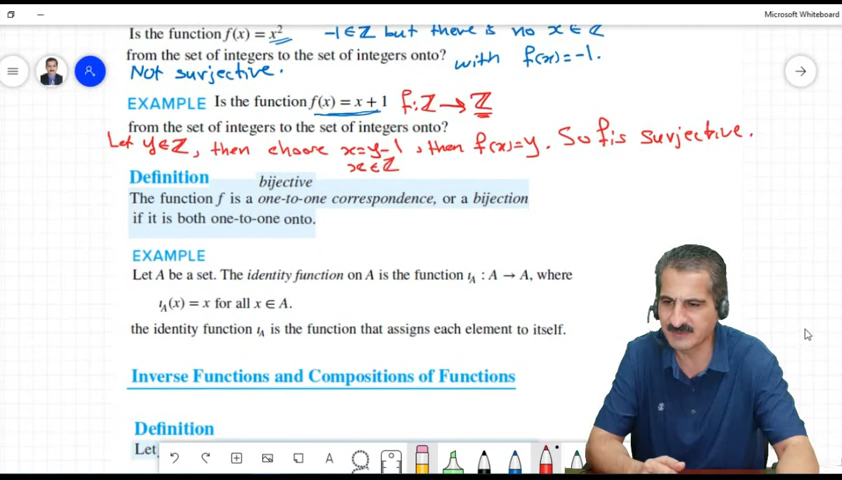 Microsoft Whiteboard
Is the function f(x) = x² -1∈ℤ but there is no x∈ℤ
from the set of integers to the set of integers onto? with f(x)=-1.
Not surjective.
EXAMPLE Is the function f(x) = x + 1 f:ℤ→ℤ
from the set of integers to the set of integers onto?
Let y∈ℤ, then choose x=y-1, then f(x)=y. So f is surjective.
x∈ℤ
Definition bijective
The function f is a one-to-one correspondence, or a bijection
if it is both one-to-one onto.
EXAMPLE
Let A be a set. The identity function on A is the function ι_A : A → A, where
ι_A(x) = x for all x ∈ A.
the identity function ι_A is the function that assigns each element to itself.
Inverse Functions and Compositions of Functions
Definition
Let
A